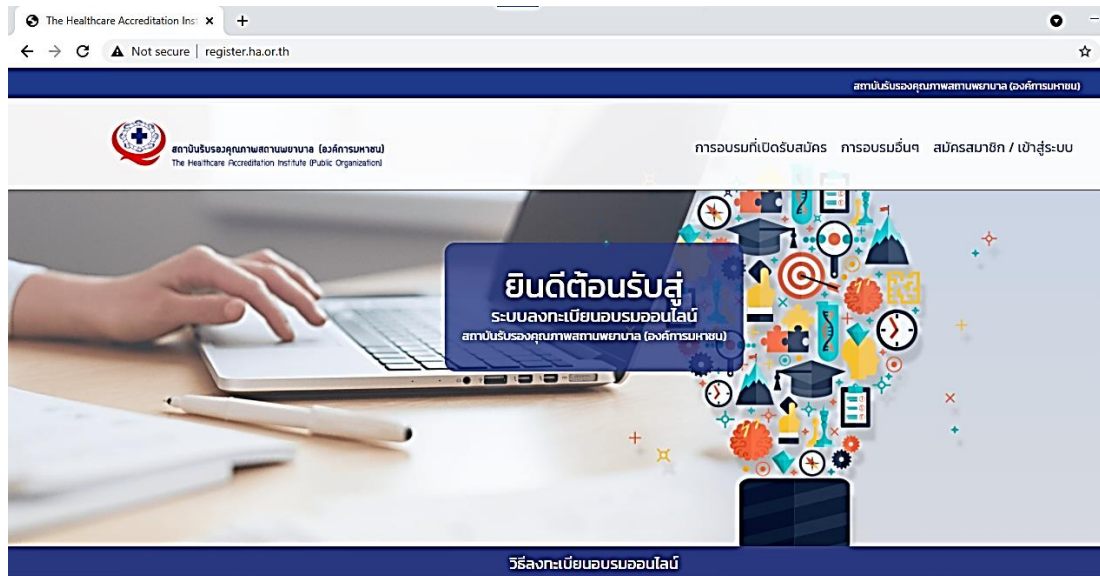 The Healthcare Accreditation Ins
Not secure | register.ha.or.th
สถาบันรับรองคุณภาพสถานพยาบาล (องค์การมหาชน)
สถาบันรับรองคุณภาพสถานพยาบาล (องค์การมหาชน)
The Healthcare Accreditation Institute (Public Organization)
การอบรมที่เปิดรับสมัคร การอบรมอื่นๆ สมัครสมาชิก / เข้าสู่ระบบ
ยินดีต้อนรับสู่
ระบบลงทะเบียนอบรมออนไลน์
สถาบันรับรองคุณภาพสถานพยาบาล (องค์การมหาชน)
วิธีลงทะเบียนอบรมออนไลน์